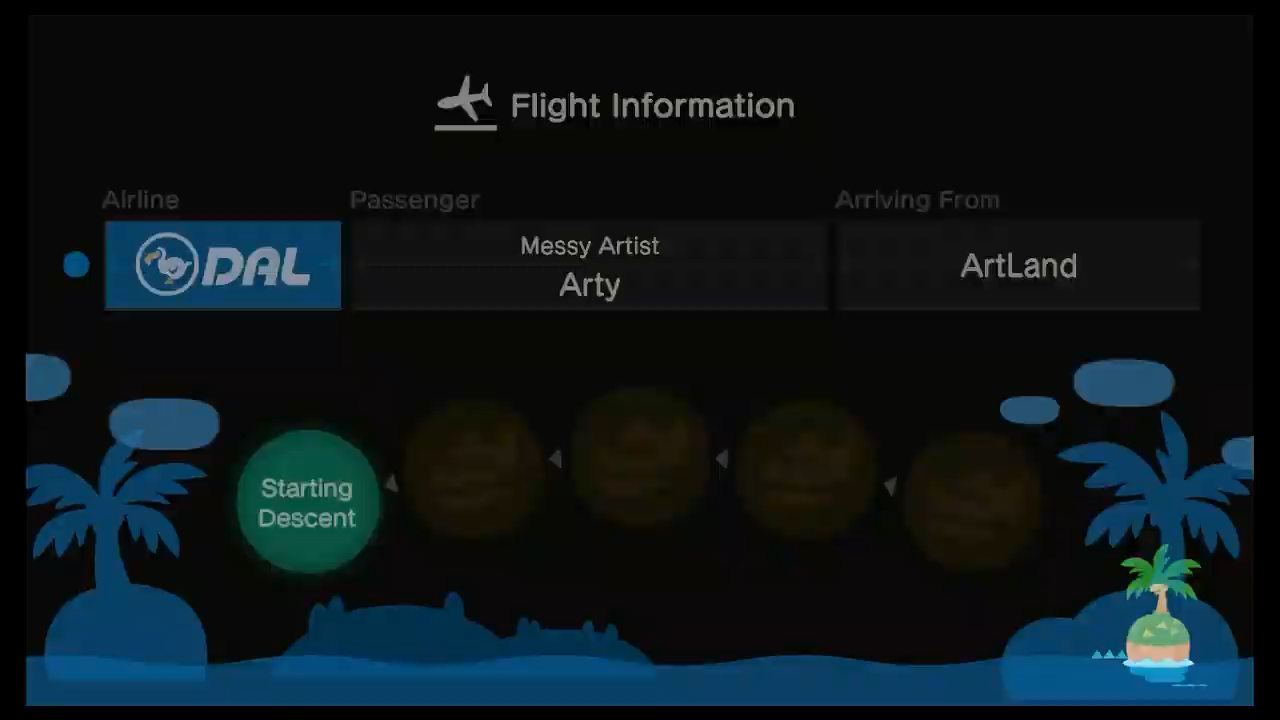 Flight Information
Airline
Passenger
Arriving From
DAL
Messy Artist
Arty
ArtLand
Starting
Descent